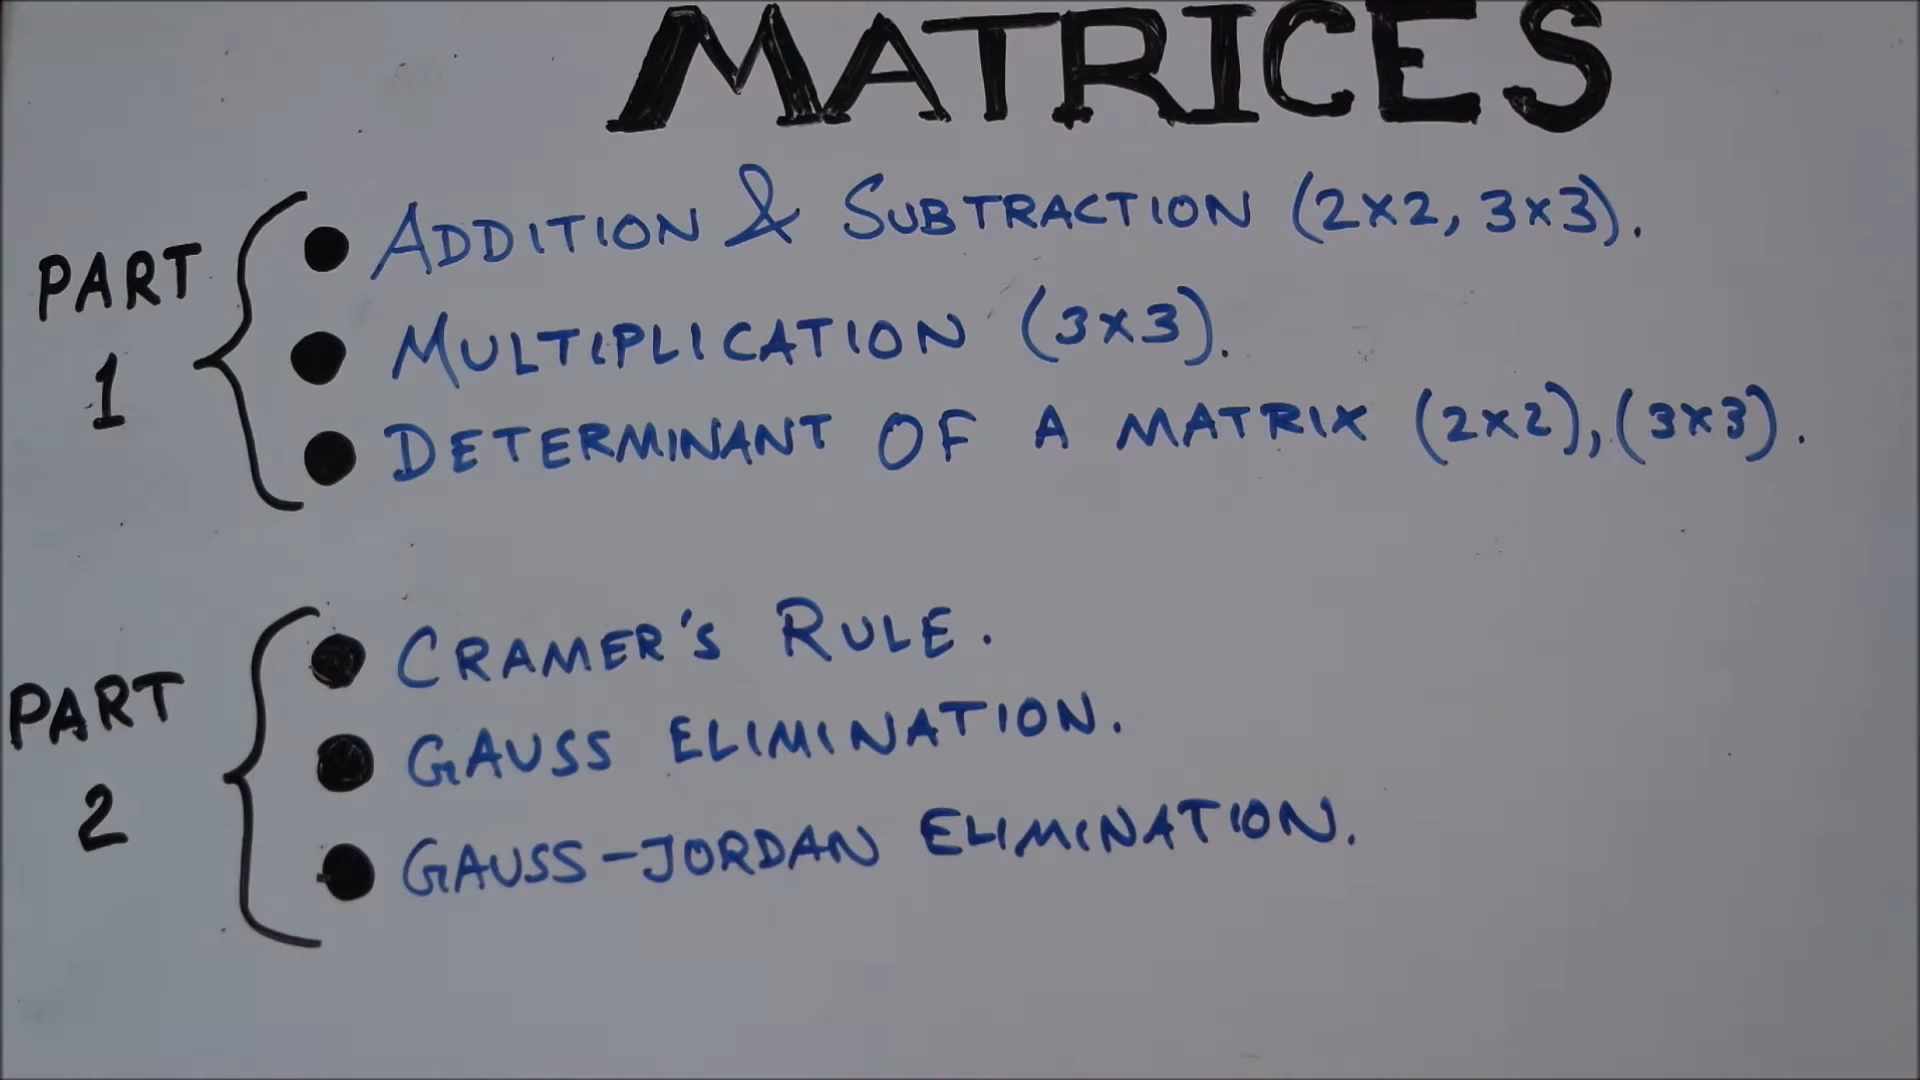 MATRICES
PART 1
ADDITION & SUBTRACTION (2x2, 3x3).
MULTIPLICATION (3x3).
DETERMINANT OF A MATRIX (2x2), (3x3).
PART 2
CRAMER'S RULE.
GAUSS ELIMINATION.
GAUSS-JORDAN ELIMINATION.